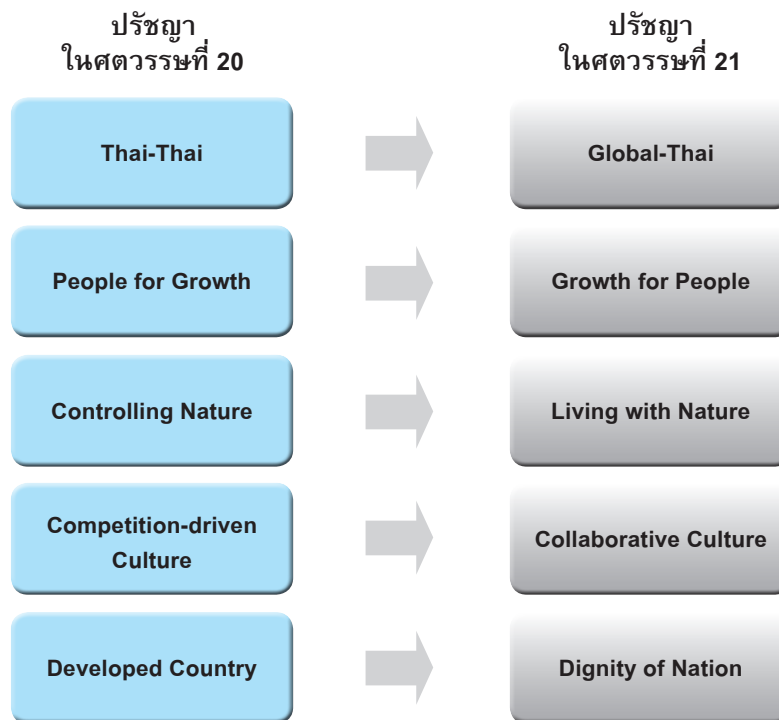 ปรัชญา
ในศตวรรษที่ 20
ปรัชญา
ในศตวรรษที่ 21
Thai-Thai
Global-Thai
People for Growth
Growth for People
Controlling Nature
Living with Nature
Competition-driven
Culture
Collaborative Culture
Developed Country
Dignity of Nation